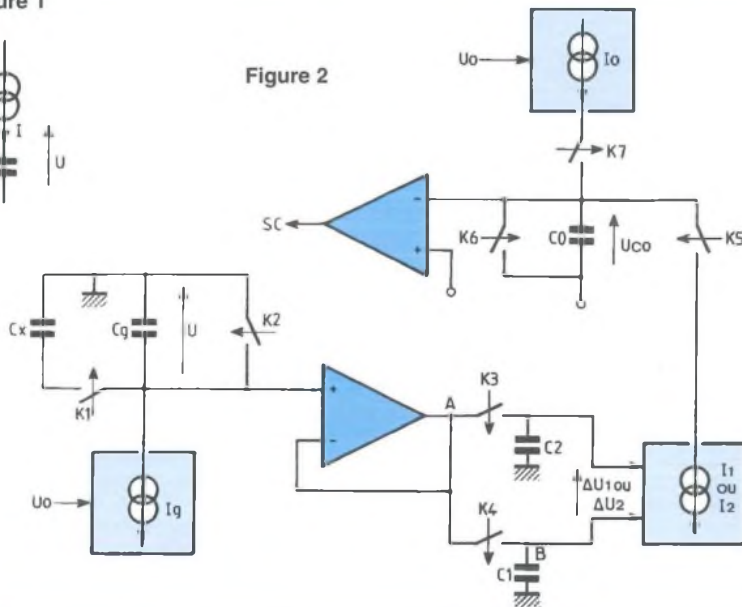 ure 1
I
U
Figure 2
Uo
Io
K7
SC
-
+
K6
C0
Uco
K5
Cx
Cg
U
K2
K1
Uo
Ig
+
-
A
K3
C2
K4
B
C1
ΔU1 ou
ΔU2
I1
OU
I2